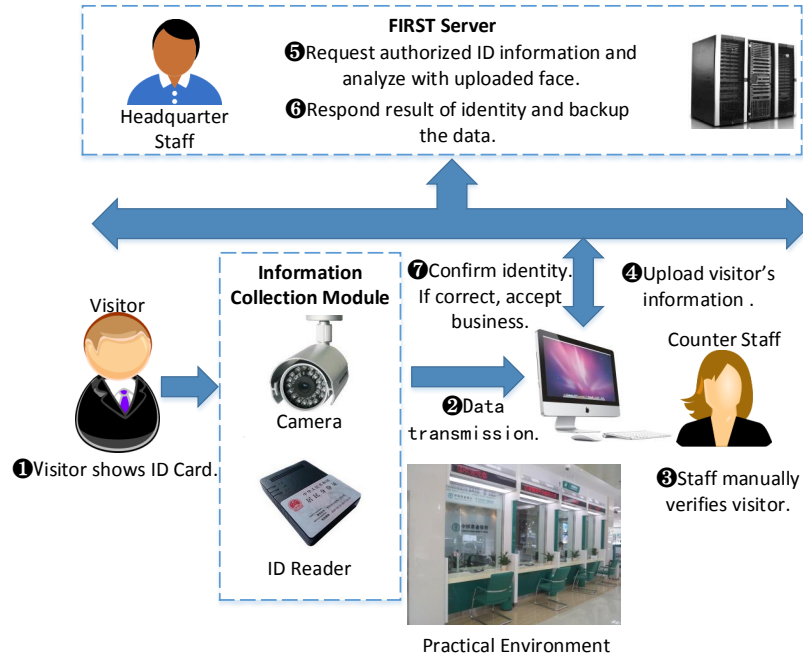 FIRST Server
❺Request authorized ID information and
analyze with uploaded face.
❻Respond result of identity and backup
the data.
Headquarter
Staff
Information
Collection Module
❼Confirm identity.
If correct, accept
business.
❹Upload visitor's
information .
Visitor
Counter Staff
Camera
❷Data
transmission.
❶Visitor shows ID Card.
❸Staff manually
verifies visitor.
ID Reader
Practical Environment